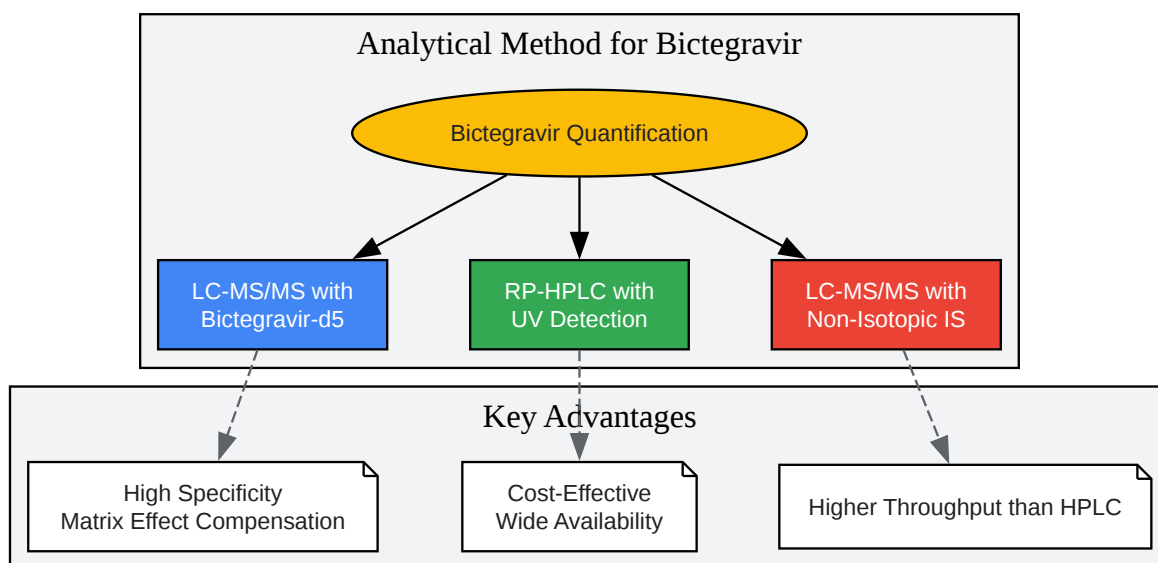 Analytical Method for Bictegravir
Bictegravir Quantification
LC-MS/MS with
Bictegravir-d5
RP-HPLC with
UV Detection
LC-MS/MS with
Non-Isotopic IS
Key Advantages
High Specificity
Matrix Effect Compensation
Cost-Effective
Wide Availability
Higher Throughput than HPLC